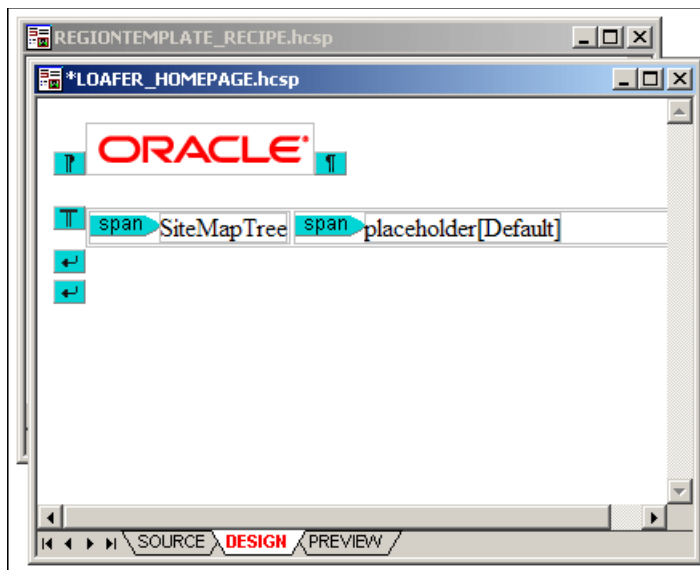 REGIONTEMPLATE_RECIPE.hcsp
*LOAFER_HOMEPAGE.hcsp
ORACLE
span SiteMapTree span placeholder[Default]
SOURCE DESIGN PREVIEW